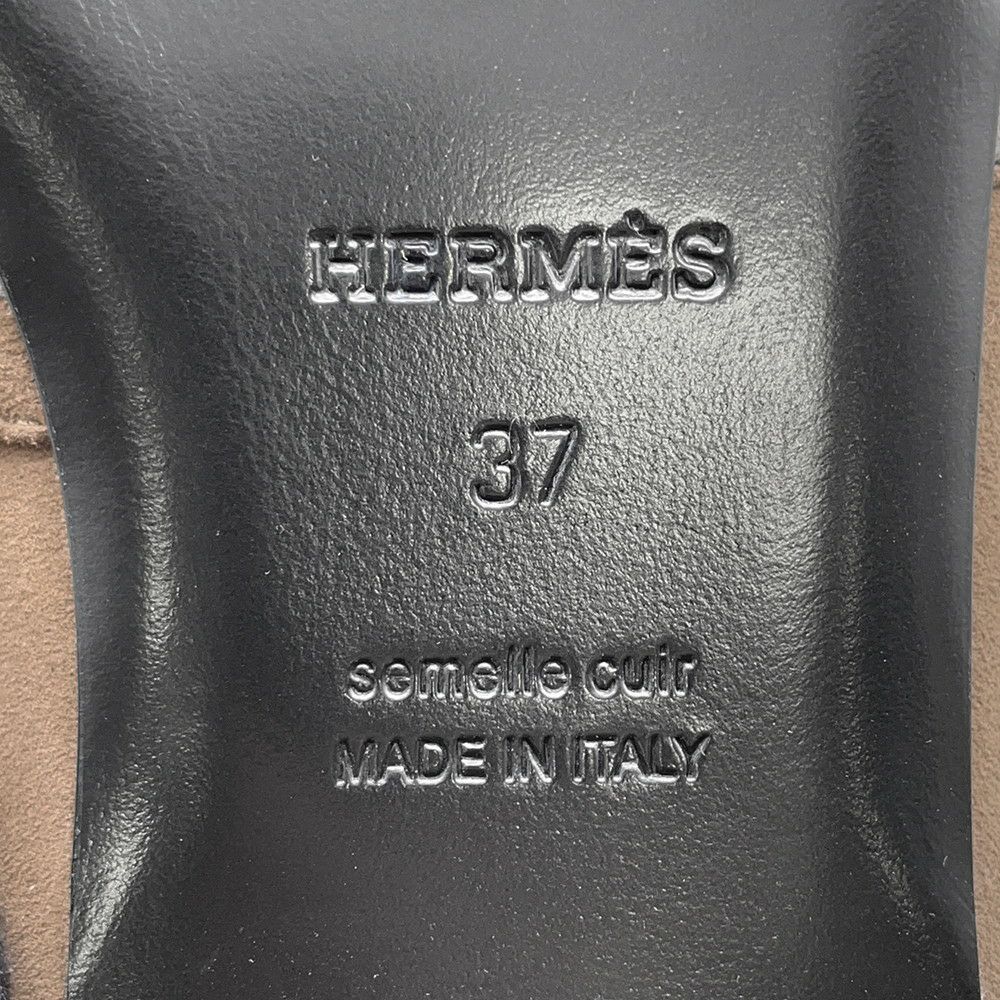 HERMÈS
37
semelle cuir
MADE IN ITALY